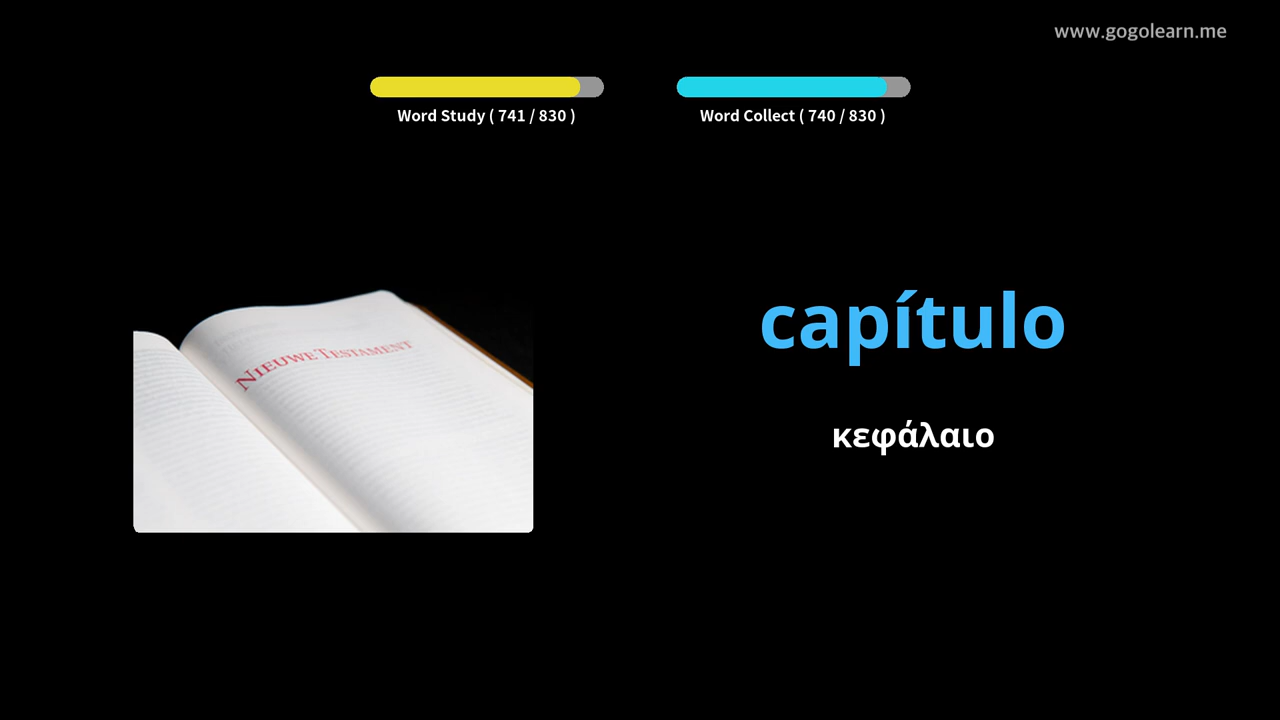 www.gogolearn.me
Word Study ( 741 / 830 )
Word Collect ( 740 / 830 )
NIEUWE TESTAMENT
capítulo
κεφάλαιο